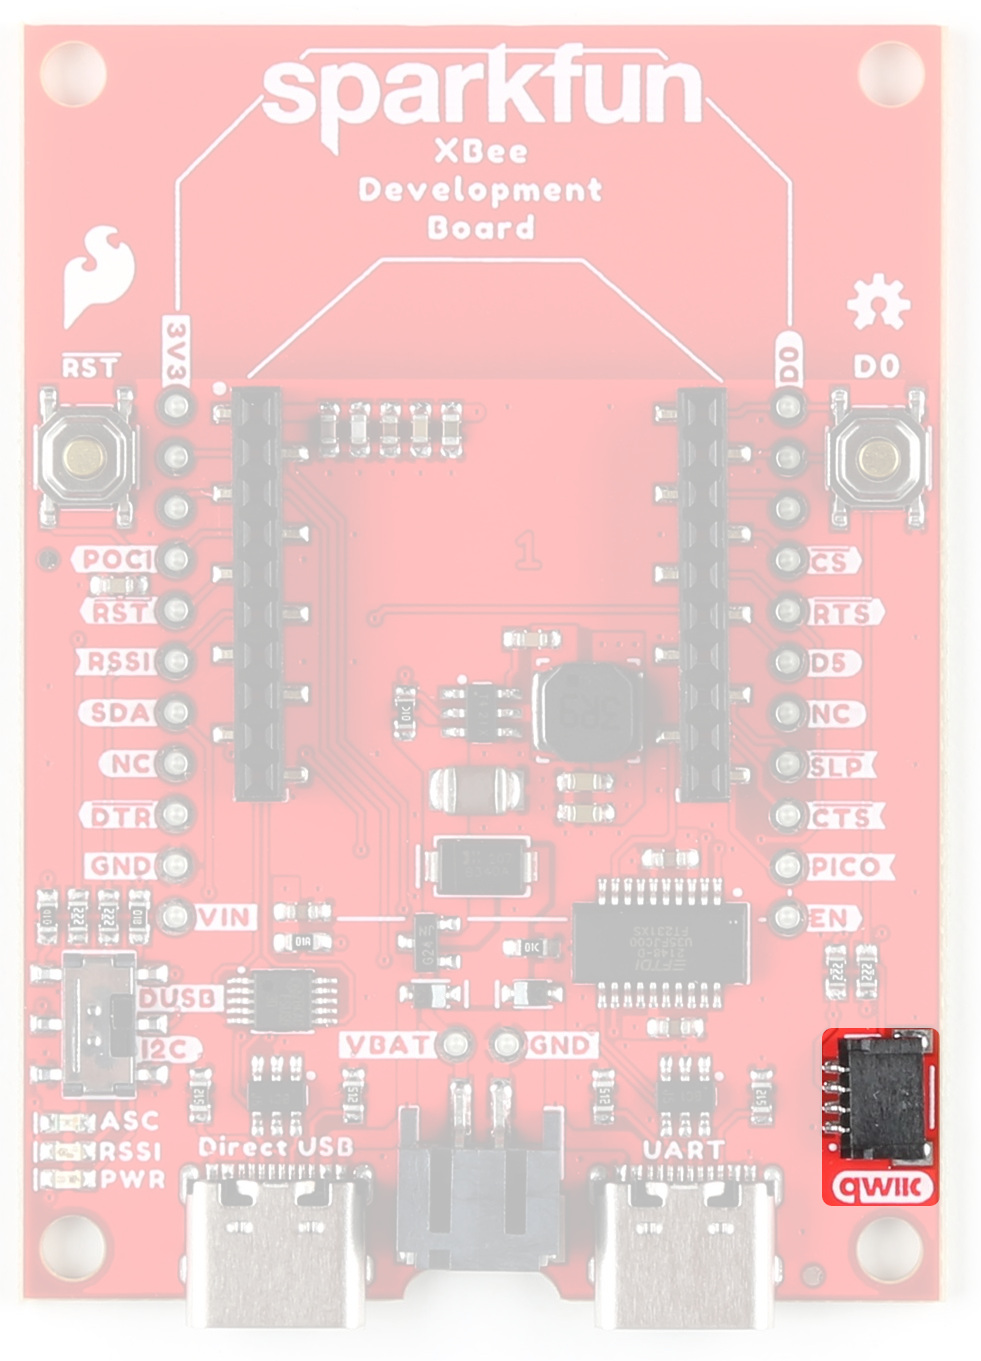 sparkfun
XBee
Development
Board
RST
3V3
D0
D0
1
POCI
CS
RST
RTS
RSSI
D5
SDA
NC
NC
SLP
DTR
CTS
GND
PICO
VIN
EN
DUSB
I2C
VBAT
GND
ASC
RSSI
PWR
Direct USB
UART
qwiic